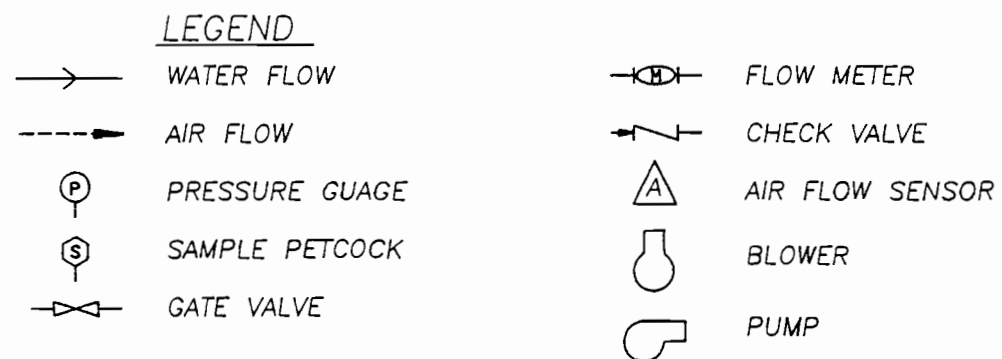 LEGEND
WATER FLOW
AIR FLOW
P PRESSURE GUAGE
S SAMPLE PETCOCK
GATE VALVE
M FLOW METER
CHECK VALVE
A AIR FLOW SENSOR
BLOWER
PUMP